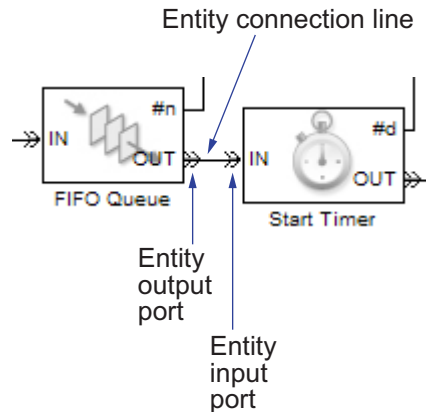 Entity connection line
#n
IN
OUT
FIFO Queue
#d
IN
OUT
Start Timer
Entity
output
port
Entity
input
port